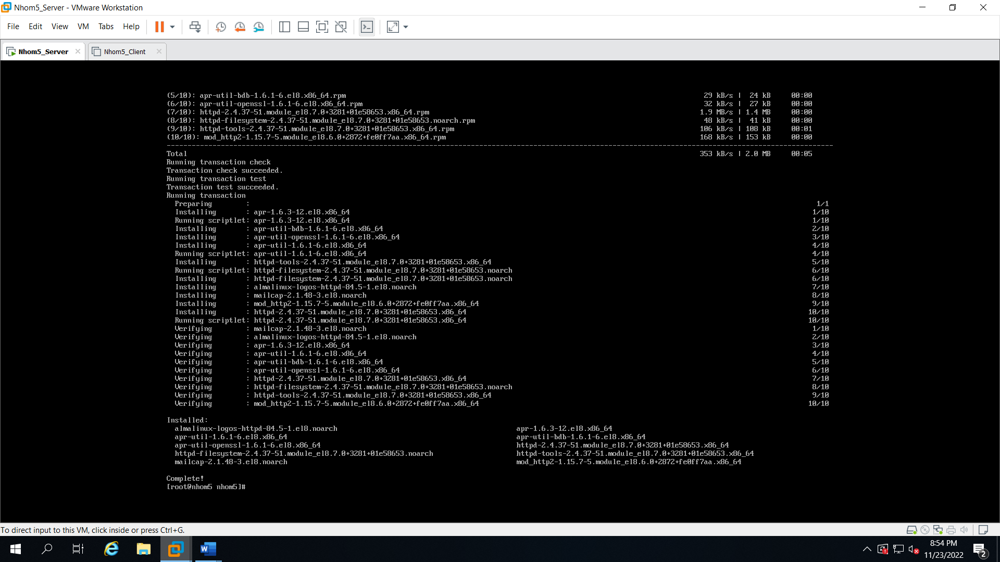 Nhom5_Server - VMware Workstation
File Edit View VM Tabs Help
Nhom5_Server Nhom5_Client
(5/10): apr-util-bdb-1.6.1-6.el8.x86_64.rpm 29 kB/s | 24 kB 00:00
(6/10): apr-util-openssl-1.6.1-6.el8.x86_64.rpm 32 kB/s | 27 kB 00:00
(7/10): httpd-2.4.37-51.module_el8.7.0+3281+01e58653.x86_64.rpm 1.9 MB/s | 1.4 MB 00:00
(8/10): httpd-filesystem-2.4.37-51.module_el8.7.0+3281+01e58653.noarch.rpm 48 kB/s | 41 kB 00:00
(9/10): httpd-tools-2.4.37-51.module_el8.7.0+3281+01e58653.x86_64.rpm 106 kB/s | 108 kB 00:01
(10/10): mod_http2-1.15.7-5.module_el8.6.0+2872+fe0ff7aa.x86_64.rpm 168 kB/s | 153 kB 00:00
Total 353 kB/s | 2.0 MB 00:05
Running transaction check
Transaction check succeeded.
Running transaction test
Transaction test succeeded.
Running transaction
Preparing : 1/1
Installing : apr-1.6.3-12.el8.x86_64 1/10
Running scriptlet: apr-1.6.3-12.el8.x86_64 1/10
Installing : apr-util-bdb-1.6.1-6.el8.x86_64 2/10
Installing : apr-util-openssl-1.6.1-6.el8.x86_64 3/10
Installing : apr-util-1.6.1-6.el8.x86_64 4/10
Running scriptlet: apr-util-1.6.1-6.el8.x86_64 4/10
Installing : httpd-tools-2.4.37-51.module_el8.7.0+3281+01e58653.x86_64 5/10
Running scriptlet: httpd-filesystem-2.4.37-51.module_el8.7.0+3281+01e58653.noarch 6/10
Installing : httpd-filesystem-2.4.37-51.module_el8.7.0+3281+01e58653.noarch 6/10
Installing : almalinux-logos-httpd-84.5-1.el8.noarch 7/10
Installing : mailcap-2.1.48-3.el8.noarch 8/10
Installing : mod_http2-1.15.7-5.module_el8.6.0+2872+fe0ff7aa.x86_64 9/10
Installing : httpd-2.4.37-51.module_el8.7.0+3281+01e58653.x86_64 10/10
Running scriptlet: httpd-2.4.37-51.module_el8.7.0+3281+01e58653.x86_64 10/10
Verifying : mailcap-2.1.48-3.el8.noarch 1/10
Verifying : almalinux-logos-httpd-84.5-1.el8.noarch 2/10
Verifying : apr-1.6.3-12.el8.x86_64 3/10
Verifying : apr-util-1.6.1-6.el8.x86_64 4/10
Verifying : apr-util-bdb-1.6.1-6.el8.x86_64 5/10
Verifying : apr-util-openssl-1.6.1-6.el8.x86_64 6/10
Verifying : httpd-2.4.37-51.module_el8.7.0+3281+01e58653.x86_64 7/10
Verifying : httpd-filesystem-2.4.37-51.module_el8.7.0+3281+01e58653.noarch 8/10
Verifying : httpd-tools-2.4.37-51.module_el8.7.0+3281+01e58653.x86_64 9/10
Verifying : mod_http2-1.15.7-5.module_el8.6.0+2872+fe0ff7aa.x86_64 10/10
Installed:
almalinux-logos-httpd-84.5-1.el8.noarch apr-1.6.3-12.el8.x86_64
apr-util-1.6.1-6.el8.x86_64 apr-util-bdb-1.6.1-6.el8.x86_64
apr-util-openssl-1.6.1-6.el8.x86_64 httpd-2.4.37-51.module_el8.7.0+3281+01e58653.x86_64
httpd-filesystem-2.4.37-51.module_el8.7.0+3281+01e58653.noarch httpd-tools-2.4.37-51.module_el8.7.0+3281+01e58653.x86_64
mailcap-2.1.48-3.el8.noarch mod_http2-1.15.7-5.module_el8.6.0+2872+fe0ff7aa.x86_64
Complete!
[root@nhom5 nhom5]#
To direct input to this VM, click inside or press Ctrl+G.
8:54 PM
11/23/2022
2